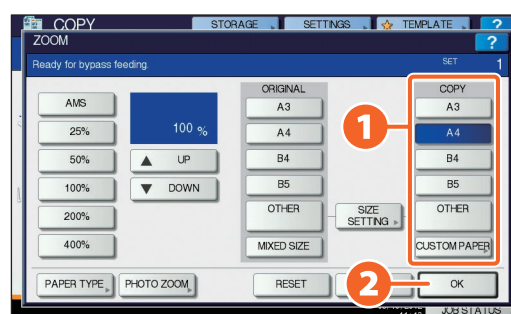 COPY STORAGE SETTINGS TEMPLATE ?
ZOOM ?
Ready for bypass feeding. SET 1
ORIGINAL COPY
AMS 100 % A3 1 A3
25% A4 A4
50% UP B4 B4
100% DOWN B5 B5
200% OTHER SIZE SETTING OTHER
400% MIXED SIZE CUSTOM PAPER
PAPER TYPE PHOTO ZOOM RESET 2 OK
JOB STATUS